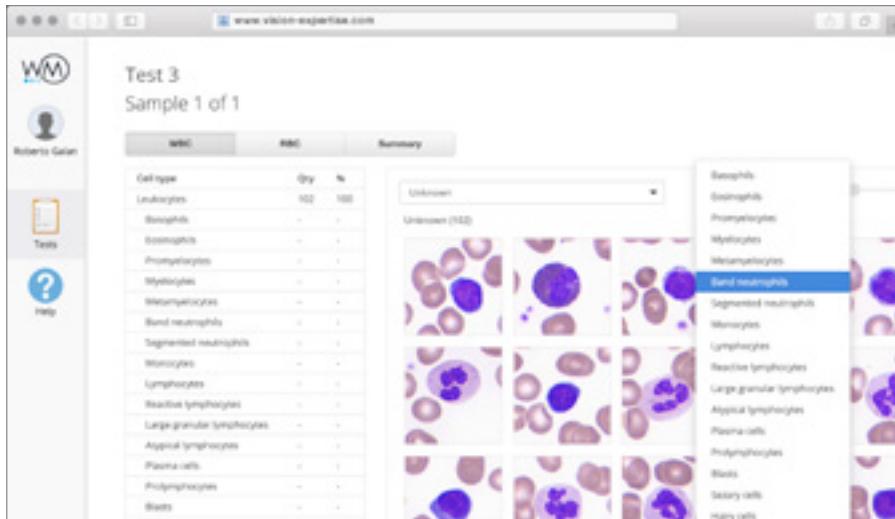 www.vision-expertise.com
WM
Roberto Galan
Tests
Help
Test 3
Sample 1 of 1
WBC RBC Summary
Cell type Qty %
Leukocytes 102 100
Basophils - -
Eosinophils - -
Promyelocytes - -
Myelocytes - -
Metamyelocytes - -
Band neutrophils - -
Segmented neutrophils - -
Monocytes - -
Lymphocytes - -
Reactive lymphocytes - -
Large granular lymphocytes - -
Atypical lymphocytes - -
Plasma cells - -
Prolymphocytes - -
Blasts - -
Unknown
Unknown (102)
Basophils
Eosinophils
Promyelocytes
Myelocytes
Metamyelocytes
Band neutrophils
Segmented neutrophils
Monocytes
Lymphocytes
Reactive lymphocytes
Large granular lymphocytes
Atypical lymphocytes
Plasma cells
Prolymphocytes
Blasts
Sezary cells
Hairy cells